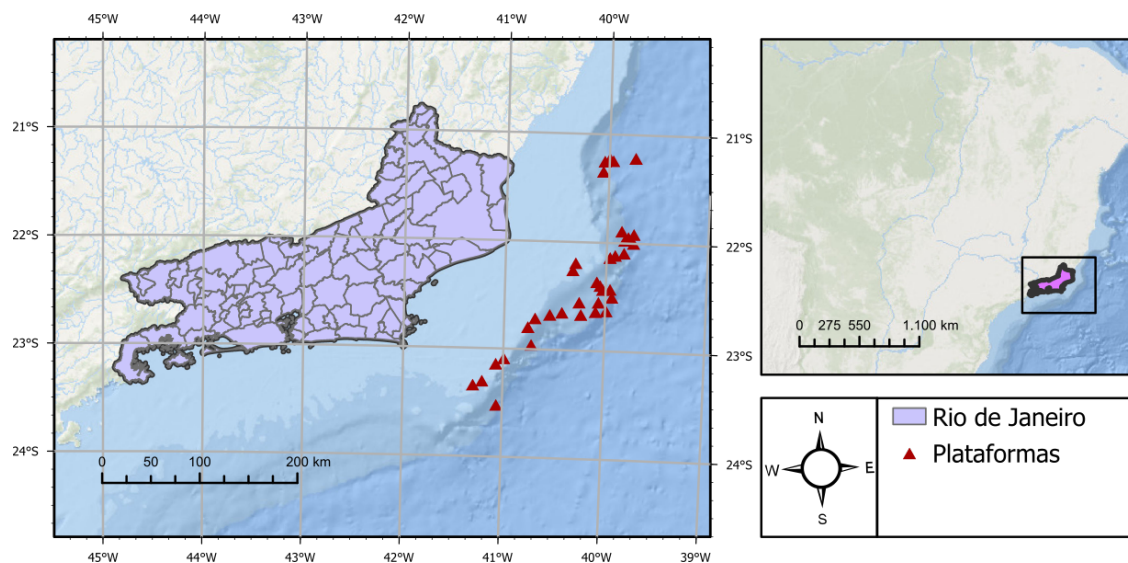 45°W 44°W 43°W 42°W 41°W 40°W
21°S 21°S
22°S 22°S
0 275 550 1.100 km
23°S 23°S
N
Rio de Janeiro
W E
Plataformas
24°S 24°S
0 50 100 200 km
S
45°W 44°W 43°W 42°W 41°W 40°W 39°W